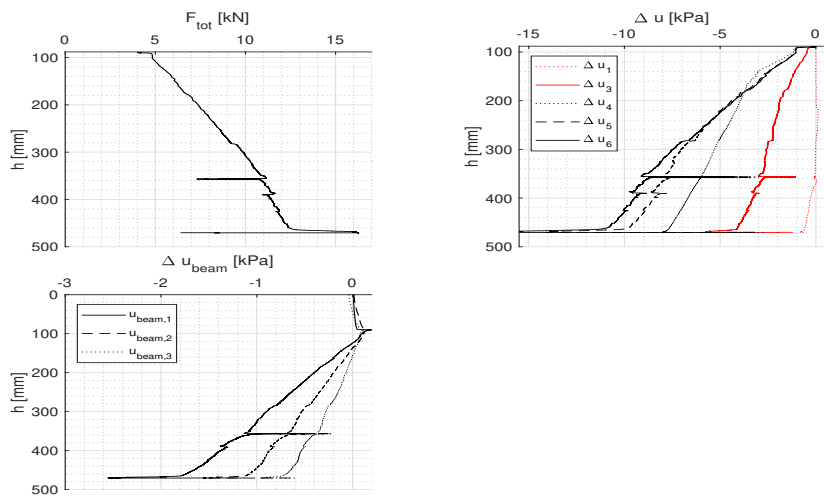 F_tot [kN]
0 5 10 15
100
200
300
400
500
h [mm]
Δ u [kPa]
-15 -10 -5 0
100
200
300
400
500
h [mm]
Δ u_1
Δ u_3
Δ u_4
Δ u_5
Δ u_6
Δ u_beam [kPa]
-3 -2 -1 0
0
100
200
300
400
500
h [mm]
u_beam,1
u_beam,2
u_beam,3